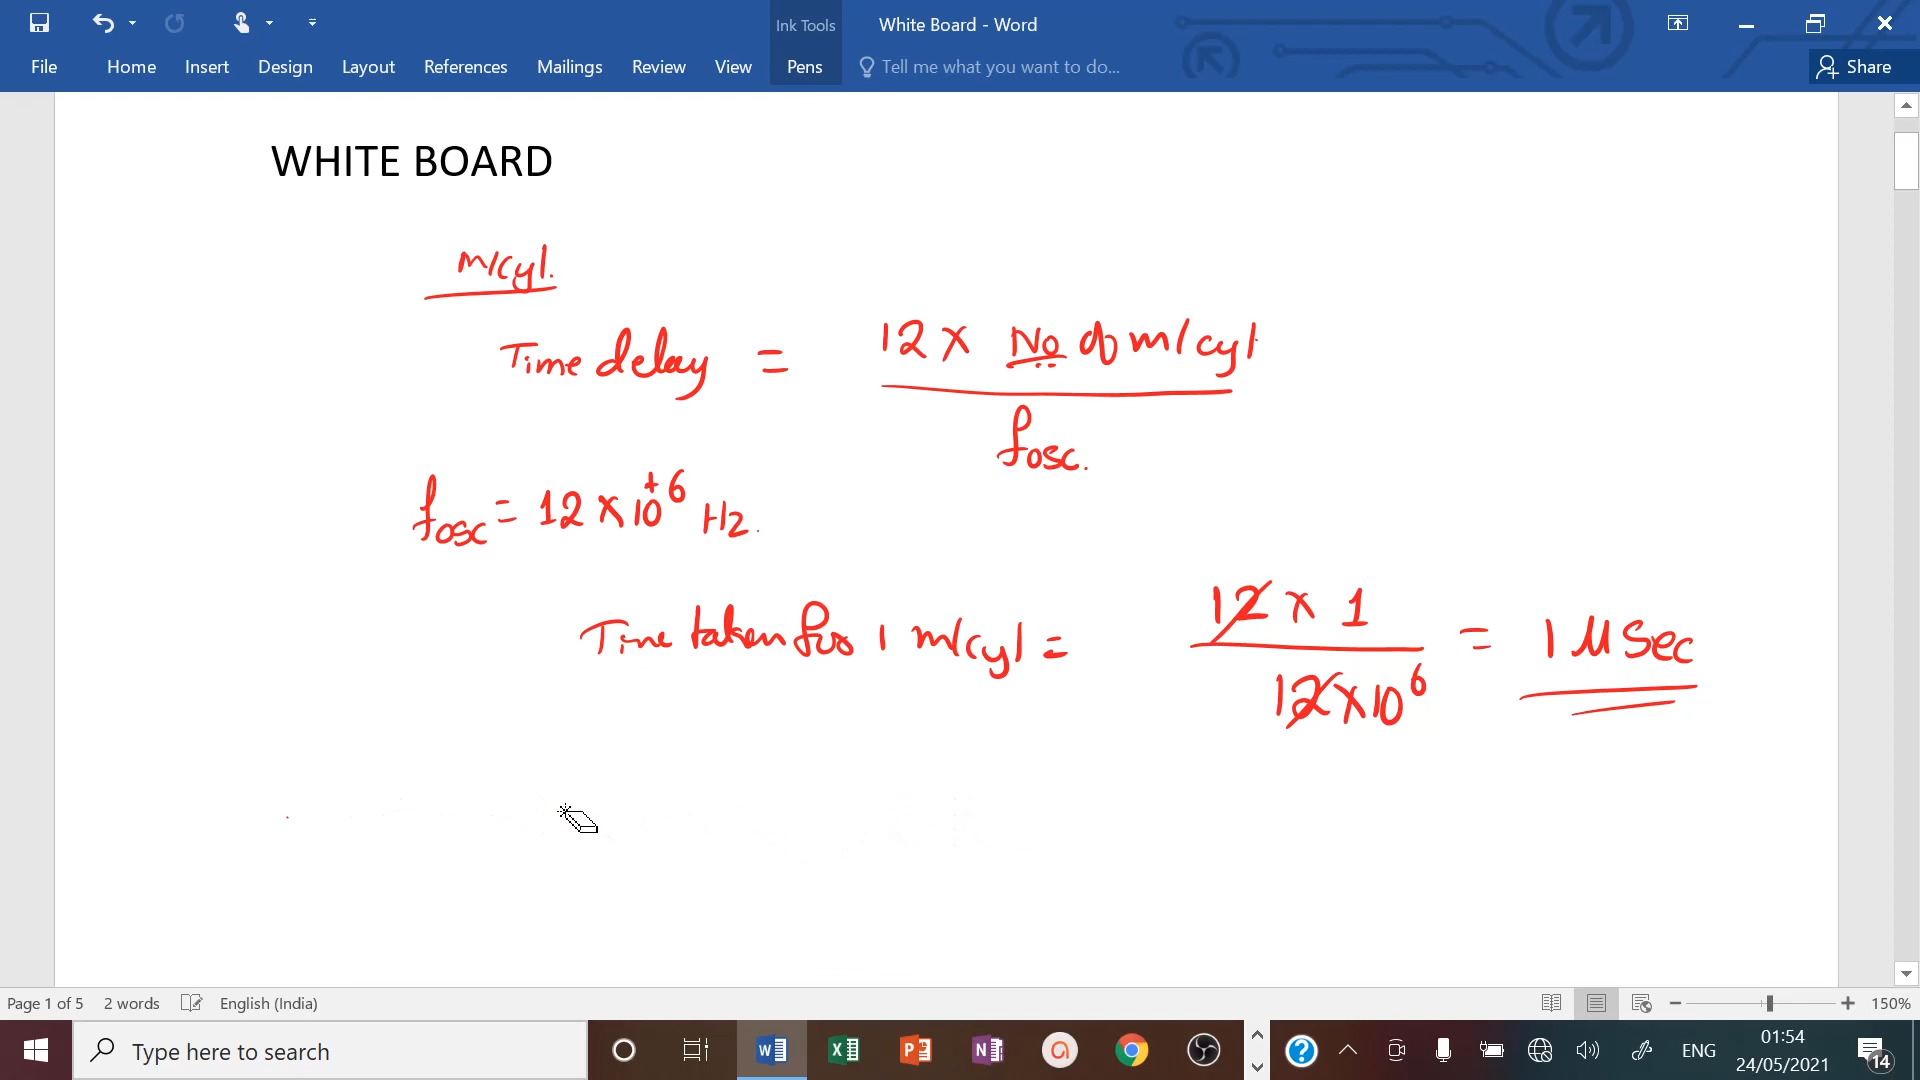 Ink Tools
White Board - Word
File Home Insert Design Layout References Mailings Review View Pens Tell me what you want to do... Share
WHITE BOARD
m/cyl.
Time delay = 12 x No of m/cyl
fosc.
fosc = 12 x 10+6 Hz.
Time taken for 1 m/cyl = 12 x 1 = 1 μSec
12x10^6
Page 1 of 5 2 words English (India) 150%
Type here to search
ENG
01:54
24/05/2021
14